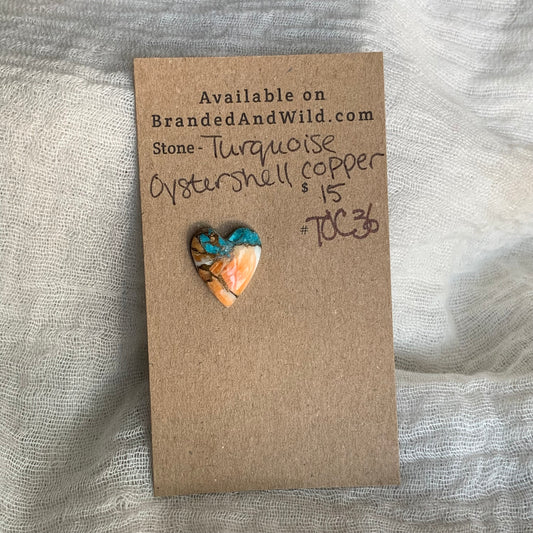 Available on
BrandedAndWild.com
Stone - Turquoise
Oystershell copper
$ 15
# TOC36